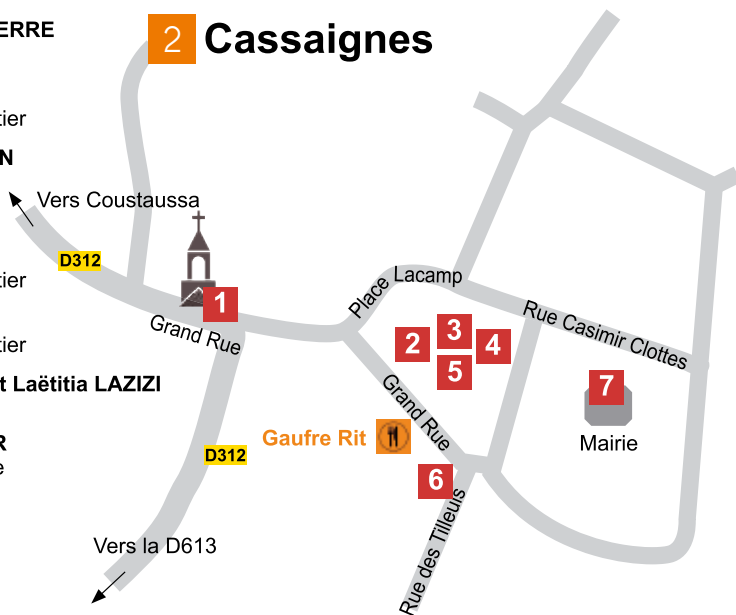 ERRE
2 Cassaignes
tier
N
Vers Coustaussa
D312
tier
1
Grand Rue
Place Lacamp
Rue Casimir Clottes
2
3
4
5
tier
t Laëtitia LAZIZI
7
Mairie
Grand Rue
Gaufre Rit
R
e
D312
6
Rue des Tilleuls
Vers la D613